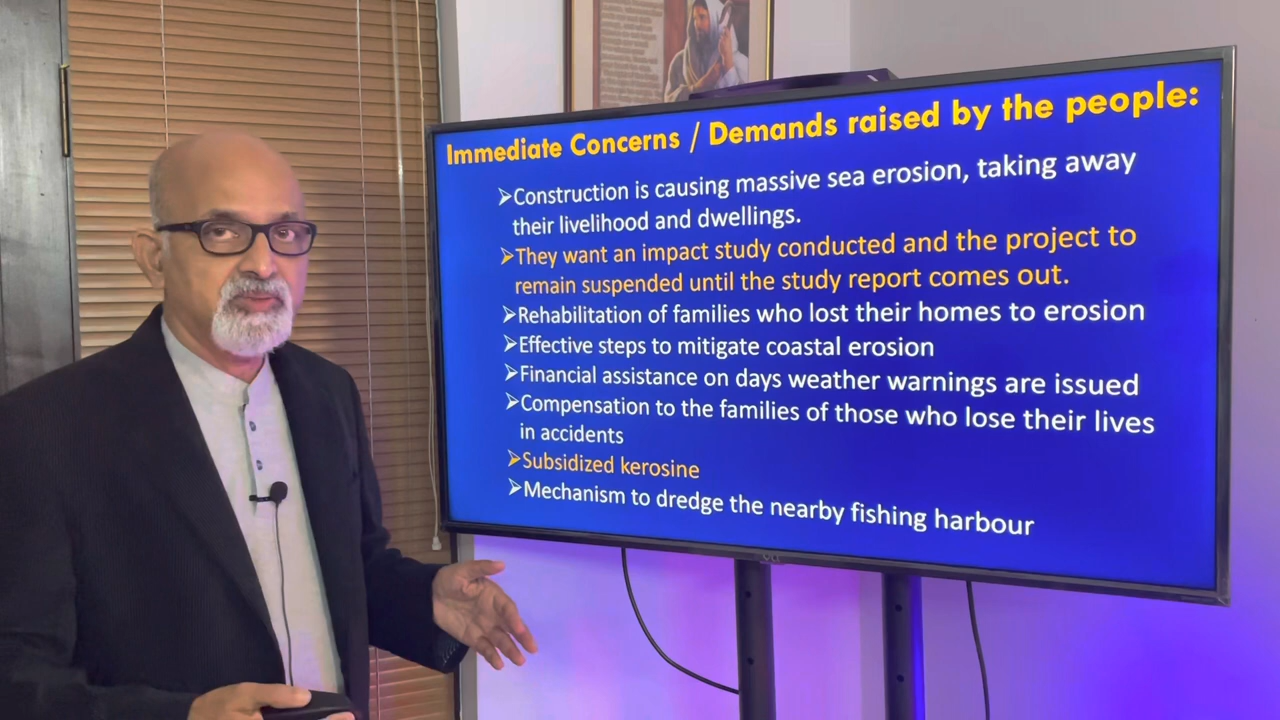 Immediate Concerns / Demands raised by the people:
➢Construction is causing massive sea erosion, taking away
their livelihood and dwellings.
➢They want an impact study conducted and the project to
remain suspended until the study report comes out.
➢Rehabilitation of families who lost their homes to erosion
➢Effective steps to mitigate coastal erosion
➢Financial assistance on days weather warnings are issued
➢Compensation to the families of those who lose their lives
in accidents
➢Subsidized kerosine
➢Mechanism to dredge the nearby fishing harbour